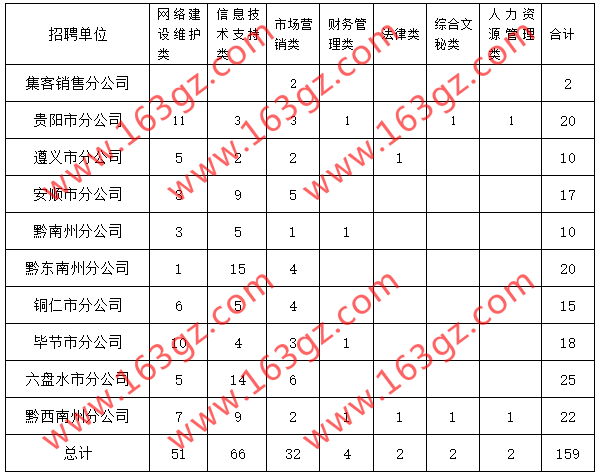 招聘单位 网络建设维护类 信息技术支持类 市场营销类 财务管理类 法律类 综合文秘类 人力资源管理类 合计
集客销售分公司 2 2
贵阳市分公司 11 3 3 1 1 1 20
遵义市分公司 5 2 2 1 10
安顺市分公司 3 9 5 17
黔南州分公司 3 5 1 1 10
黔东南州分公司 1 15 4 20
铜仁市分公司 6 5 4 15
毕节市分公司 10 4 3 1 18
六盘水市分公司 5 14 6 25
黔西南州分公司 7 9 2 1 1 1 1 22
总计 51 66 32 4 2 2 2 159
www.163gz.com
www.163gz.com
www.163gz.com
www.163gz.com